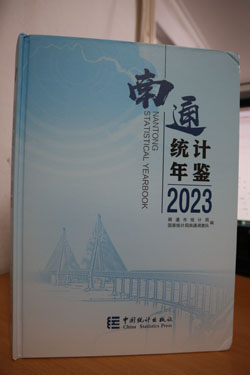 南通
统计
年鉴
2023
NANTONG
STATISTICAL YEARBOOK
南通市统计局
国家统计局南通调查队
编
中国统计出版社
China Statistics Press